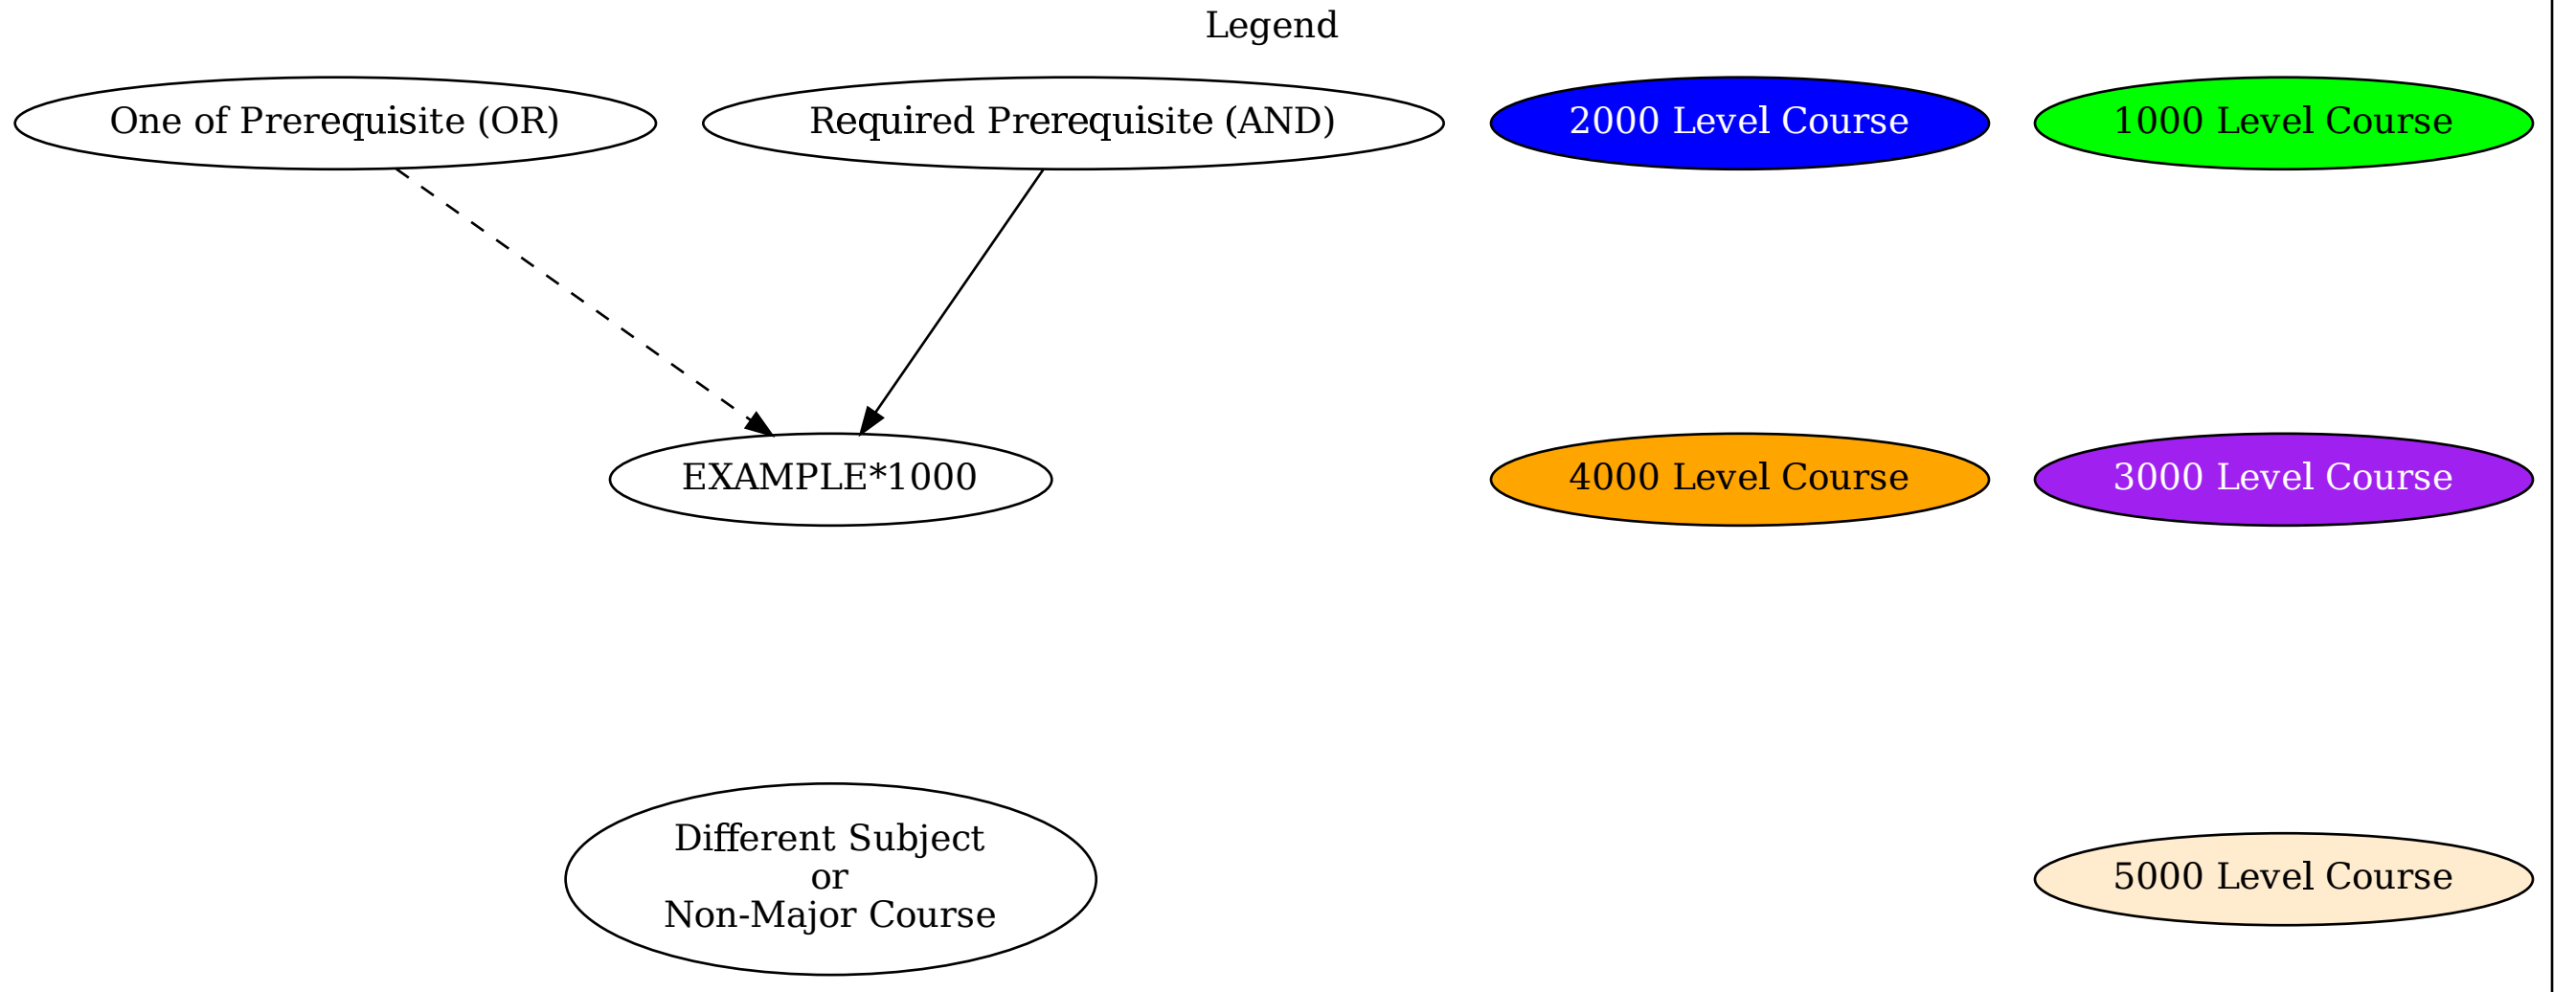 Legend
One of Prerequisite (OR)
Required Prerequisite (AND)
2000 Level Course
1000 Level Course
EXAMPLE*1000
4000 Level Course
3000 Level Course
Different Subject
or
Non-Major Course
5000 Level Course